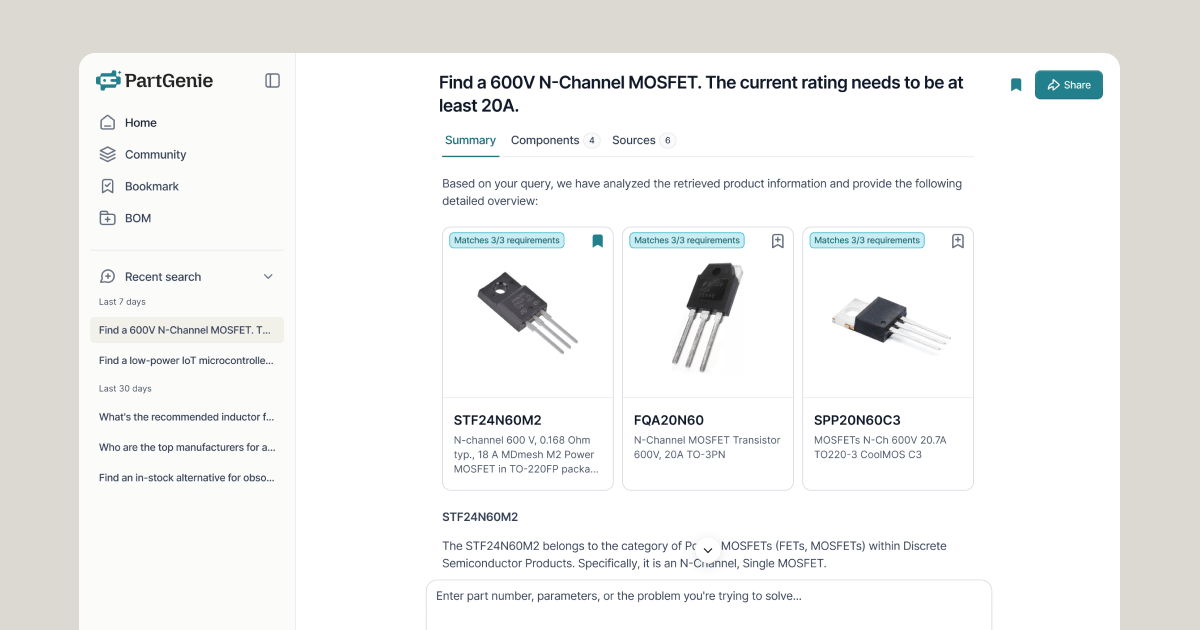 PartGenie
Home
Community
Bookmark
BOM
Recent search
Last 7 days
Find a 600V N-Channel MOSFET. T...
Find a low-power IoT microcontrolle...
Last 30 days
What's the recommended inductor f...
Who are the top manufacturers for a...
Find an in-stock alternative for obso...
Find a 600V N-Channel MOSFET. The current rating needs to be at
least 20A.
Share
Summary Components 4 Sources 6
Based on your query, we have analyzed the retrieved product information and provide the following
detailed overview:
Matches 3/3 requirements
STF24N60M2
N-channel 600 V, 0.168 Ohm
typ., 18 A MDmesh M2 Power
MOSFET in TO-220FP packa...
Matches 3/3 requirements
FQA20N60
N-Channel MOSFET Transistor
600V, 20A TO-3PN
Matches 3/3 requirements
SPP20N60C3
MOSFETs N-Ch 600V 20.7A
TO220-3 CoolMOS C3
STF24N60M2
The STF24N60M2 belongs to the category of MOSFETs (FETs, MOSFETs) within Discrete
Semiconductor Products. Specifically, it is an N-Channel, Single MOSFET.
Enter part number, parameters, or the problem you're trying to solve...